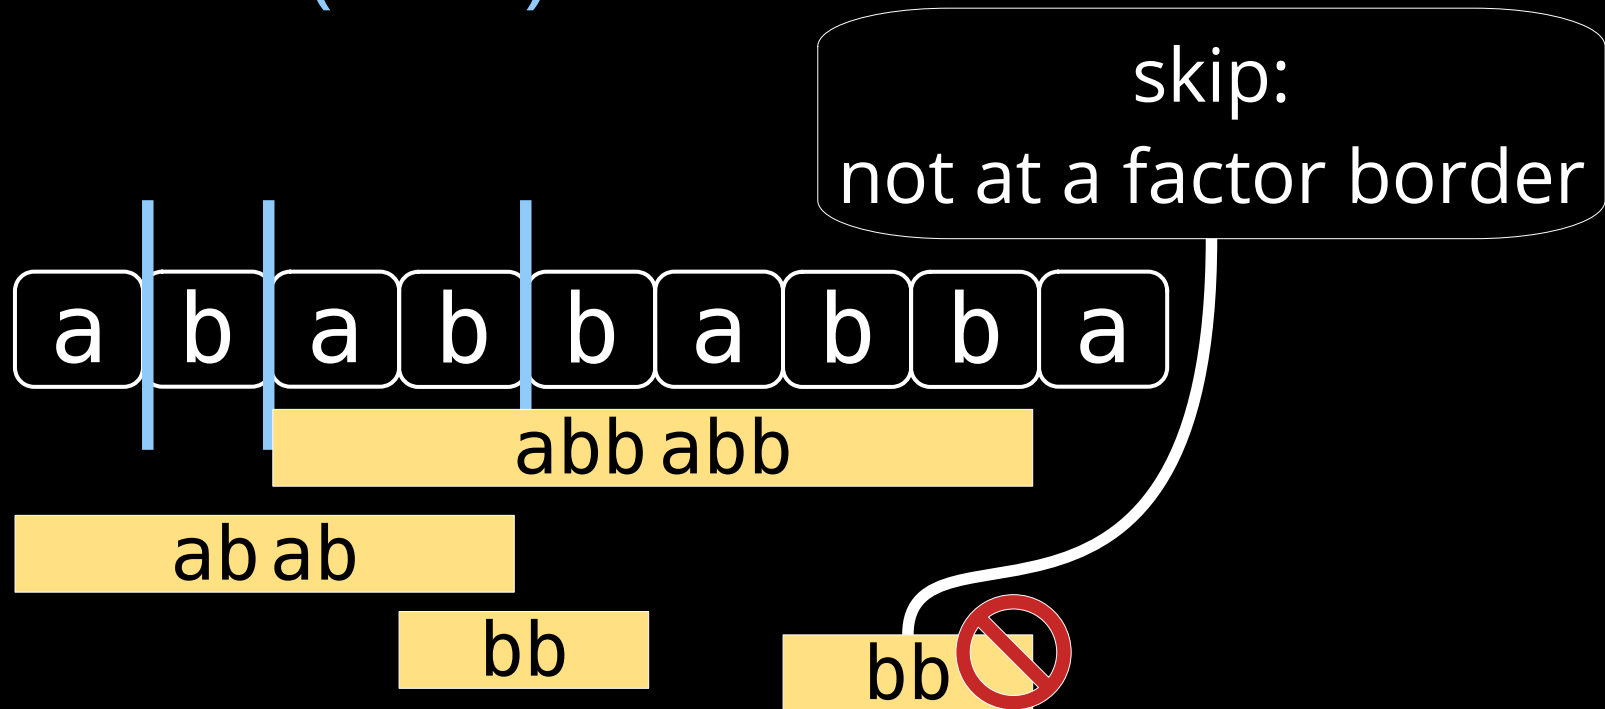 skip:
not at a factor border
a b a b b a b b a
abb abb
ab ab
bb
bb